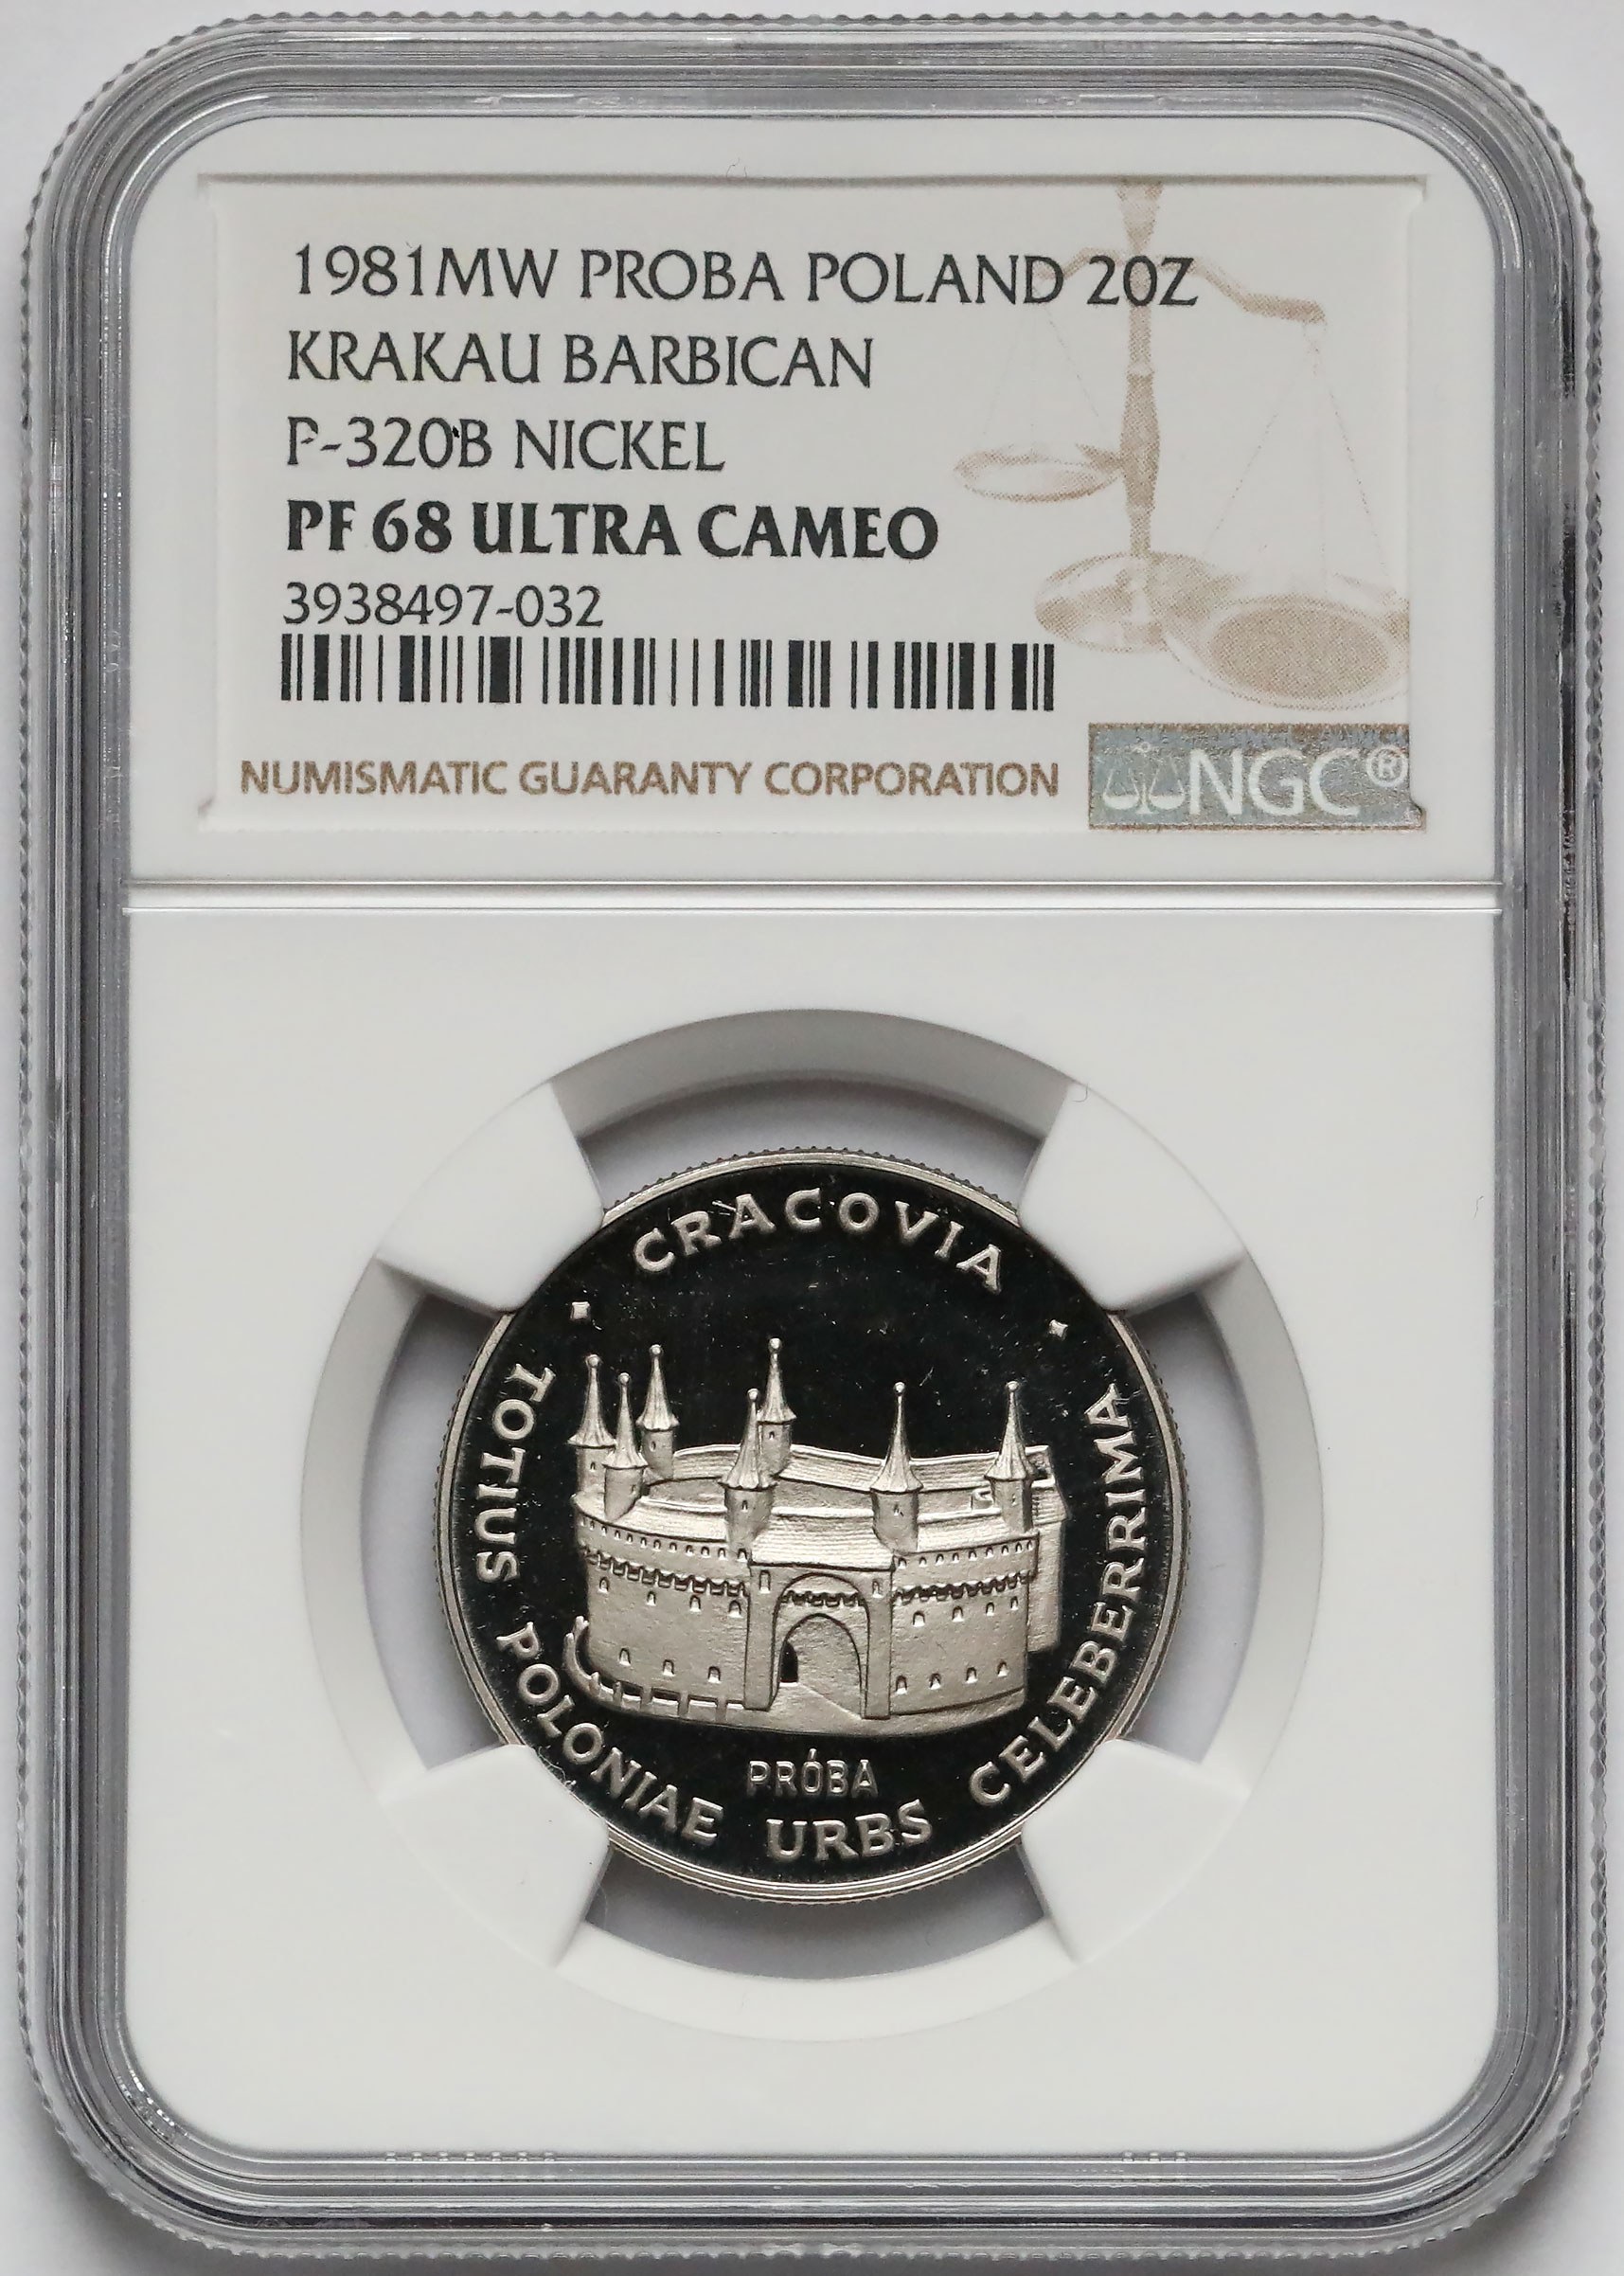 1981MW PROBA POLAND 20Z
KRAKAU BARBICAN
P-320B NICKEL
PF 68 ULTRA CAMEO
3938497-032
NUMISMATIC GUARANTY CORPORATION
NGC®
CRACOVIA
TOTIUS POLONIAE URBS CELEBERRIMA
PRÓBA